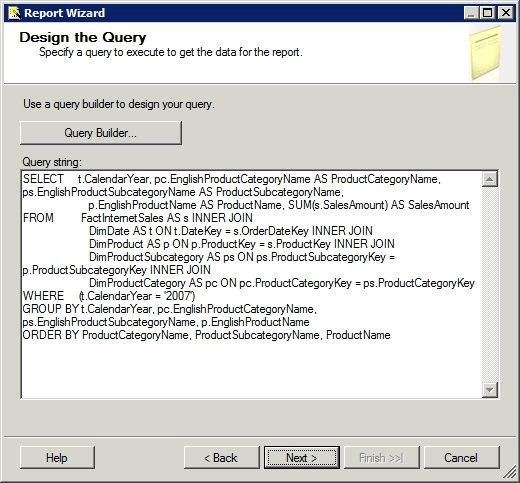 Report Wizard
Design the Query
Specify a query to execute to get the data for the report.
Use a query builder to design your query.
Query Builder...
Query string:
SELECT t.CalendarYear, pc.EnglishProductCategoryName AS ProductCategoryName,
ps.EnglishProductSubcategoryName AS ProductSubcategoryName,
p.EnglishProductName AS ProductName, SUM(s.SalesAmount) AS SalesAmount
FROM FactInternetSales AS s INNER JOIN
DimDate AS t ON t.DateKey = s.OrderDateKey INNER JOIN
DimProduct AS p ON p.ProductKey = s.ProductKey INNER JOIN
DimProductSubcategory AS ps ON ps.ProductSubcategoryKey =
p.ProductSubcategoryKey INNER JOIN
DimProductCategory AS pc ON pc.ProductCategoryKey = ps.ProductCategoryKey
WHERE (t.CalendarYear = '2007')
GROUP BY t.CalendarYear, pc.EnglishProductCategoryName,
ps.EnglishProductSubcategoryName, p.EnglishProductName
ORDER BY ProductCategoryName, ProductSubcategoryName, ProductName
Help
< Back
Next >
Finish >>|
Cancel